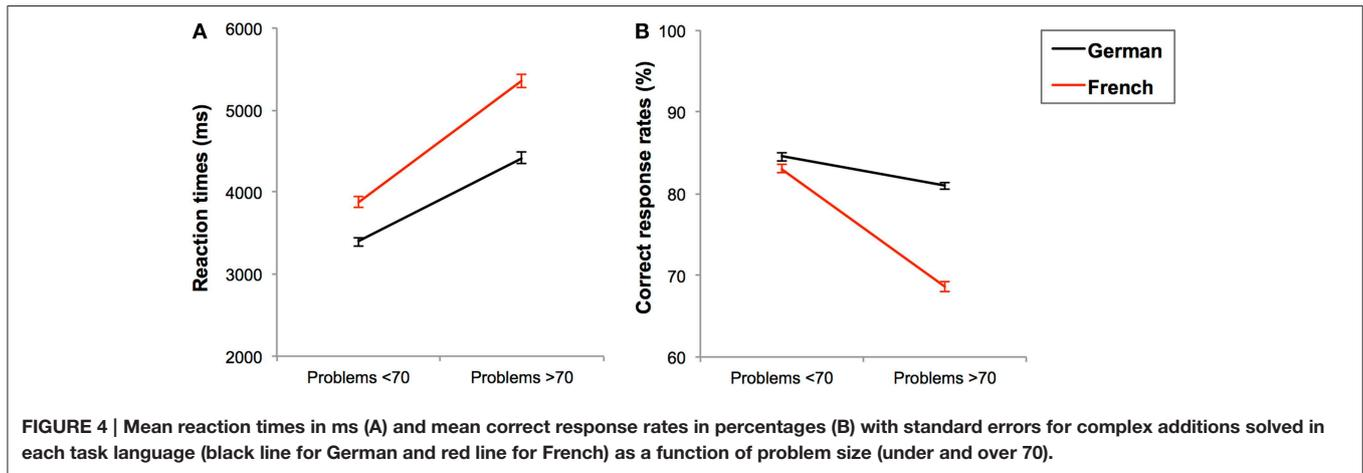 A
6000
5000
4000
3000
2000
Reaction times (ms)
Problems <70 Problems >70
B
100
90
80
70
60
Correct response rates (%)
Problems <70 Problems >70
German
French
FIGURE 4 | Mean reaction times in ms (A) and mean correct response rates in percentages (B) with standard errors for complex additions solved in
each task language (black line for German and red line for French) as a function of problem size (under and over 70).